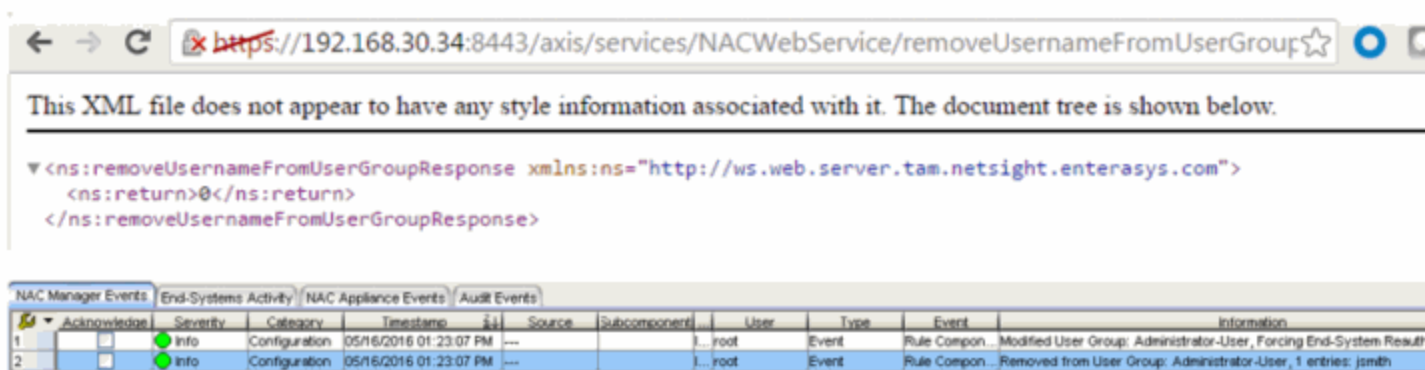 https://192.168.30.34:8443/axis/services/NACWebService/removeUsernameFromUserGroup
This XML file does not appear to have any style information associated with it. The document tree is shown below.
▼<ns:removeUsernameFromUserGroupResponse xmlns:ns="http://ws.web.server.tam.netsight.enterasys.com">
<ns:return>0</ns:return>
</ns:removeUsernameFromUserGroupResponse>
NAC Manager Events End-Systems Activity NAC Appliance Events Audit Events
Acknowledge Severity Category Timestamp Source Subcomponent ... User Type Event Information
1 Info Configuration 05/16/2016 01:23:07 PM --- I... root Event Rule Compon... Modified User Group: Administrator-User, Forcing End-System Reauth
2 Info Configuration 05/16/2016 01:23:07 PM --- I... root Event Rule Compon... Removed from User Group: Administrator-User, 1 entries: jsmith